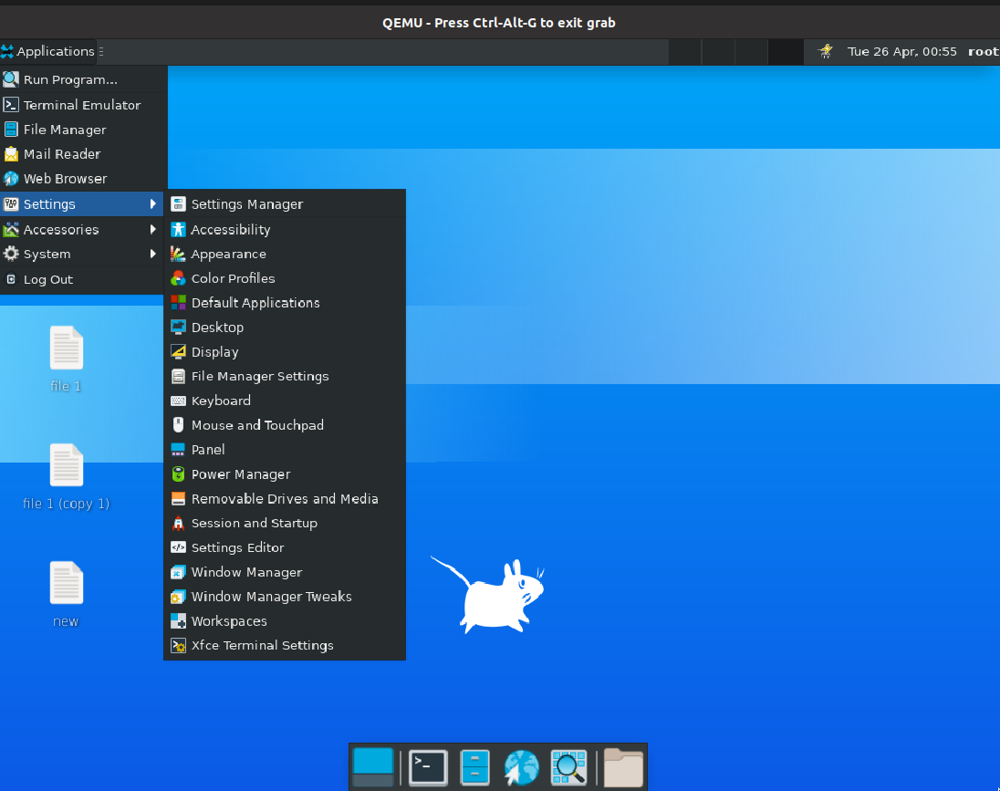 QEMU - Press Ctrl-Alt-G to exit grab
Applications
Tue 26 Apr, 00:55 root
Run Program...
Terminal Emulator
File Manager
Mail Reader
Web Browser
Settings
Accessories
System
Log Out
Settings Manager
Accessibility
Appearance
Color Profiles
Default Applications
Desktop
Display
File Manager Settings
Keyboard
Mouse and Touchpad
Panel
Power Manager
Removable Drives and Media
Session and Startup
Settings Editor
Window Manager
Window Manager Tweaks
Workspaces
Xfce Terminal Settings
file 1
file 1 (copy 1)
new